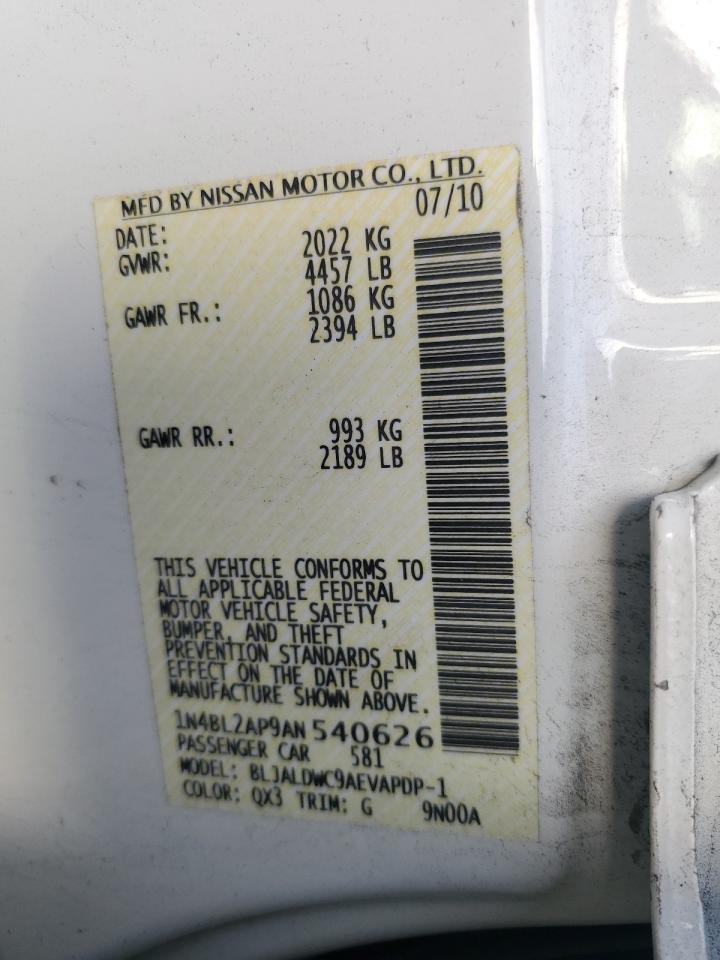 MFD BY NISSAN MOTOR CO., LTD.
DATE: 07/10
GVWR: 2022 KG
4457 LB
GAWR FR.: 1086 KG
2394 LB
GAWR RR.: 993 KG
2189 LB
THIS VEHICLE CONFORMS TO
ALL APPLICABLE FEDERAL
MOTOR VEHICLE SAFETY,
BUMPER, AND THEFT
PREVENTION STANDARDS IN
EFFECT ON THE DATE OF
MANUFACTURE SHOWN ABOVE.
1N4BL2AP9AN 540626
PASSENGER CAR 581
MODEL: BLJALDWC9AEVAPDP-1
COLOR: QX3 TRIM: G 9N00A